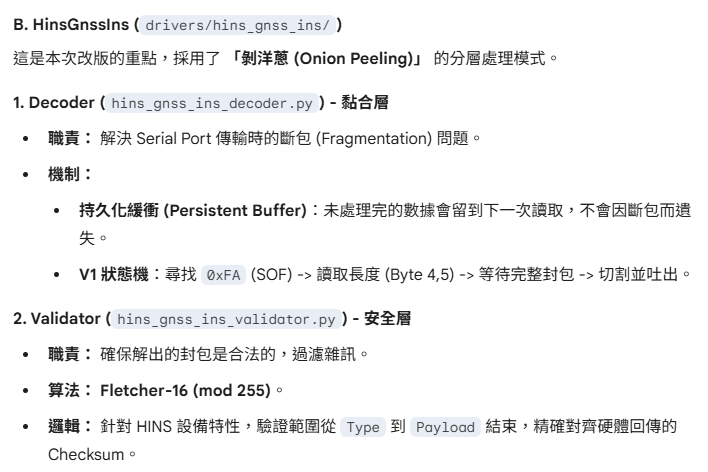 B. HinsGnssIns ( drivers/hins_gnss_ins/ )
這是本次改版的重點，採用了 「剝洋蔥 (Onion Peeling)」 的分層處理模式。
1. Decoder ( hins_gnss_ins_decoder.py ) - 黏合層
• 職責： 解決 Serial Port 傳輸時的斷包 (Fragmentation) 問題。
• 機制：
• 持久化緩衝 (Persistent Buffer)：未處理完的數據會留到下一次讀取，不會因斷包而遺
失。
• V1 狀態機：尋找 0xFA (SOF) -> 讀取長度 (Byte 4,5) -> 等待完整封包 -> 切割並吐出。
2. Validator ( hins_gnss_ins_validator.py ) - 安全層
• 職責： 確保解出的封包是合法的，過濾雜訊。
• 算法： Fletcher-16 (mod 255)。
• 邏輯： 針對 HINS 設備特性，驗證範圍從 Type 到 Payload 結束，精確對齊硬體回傳的
Checksum。